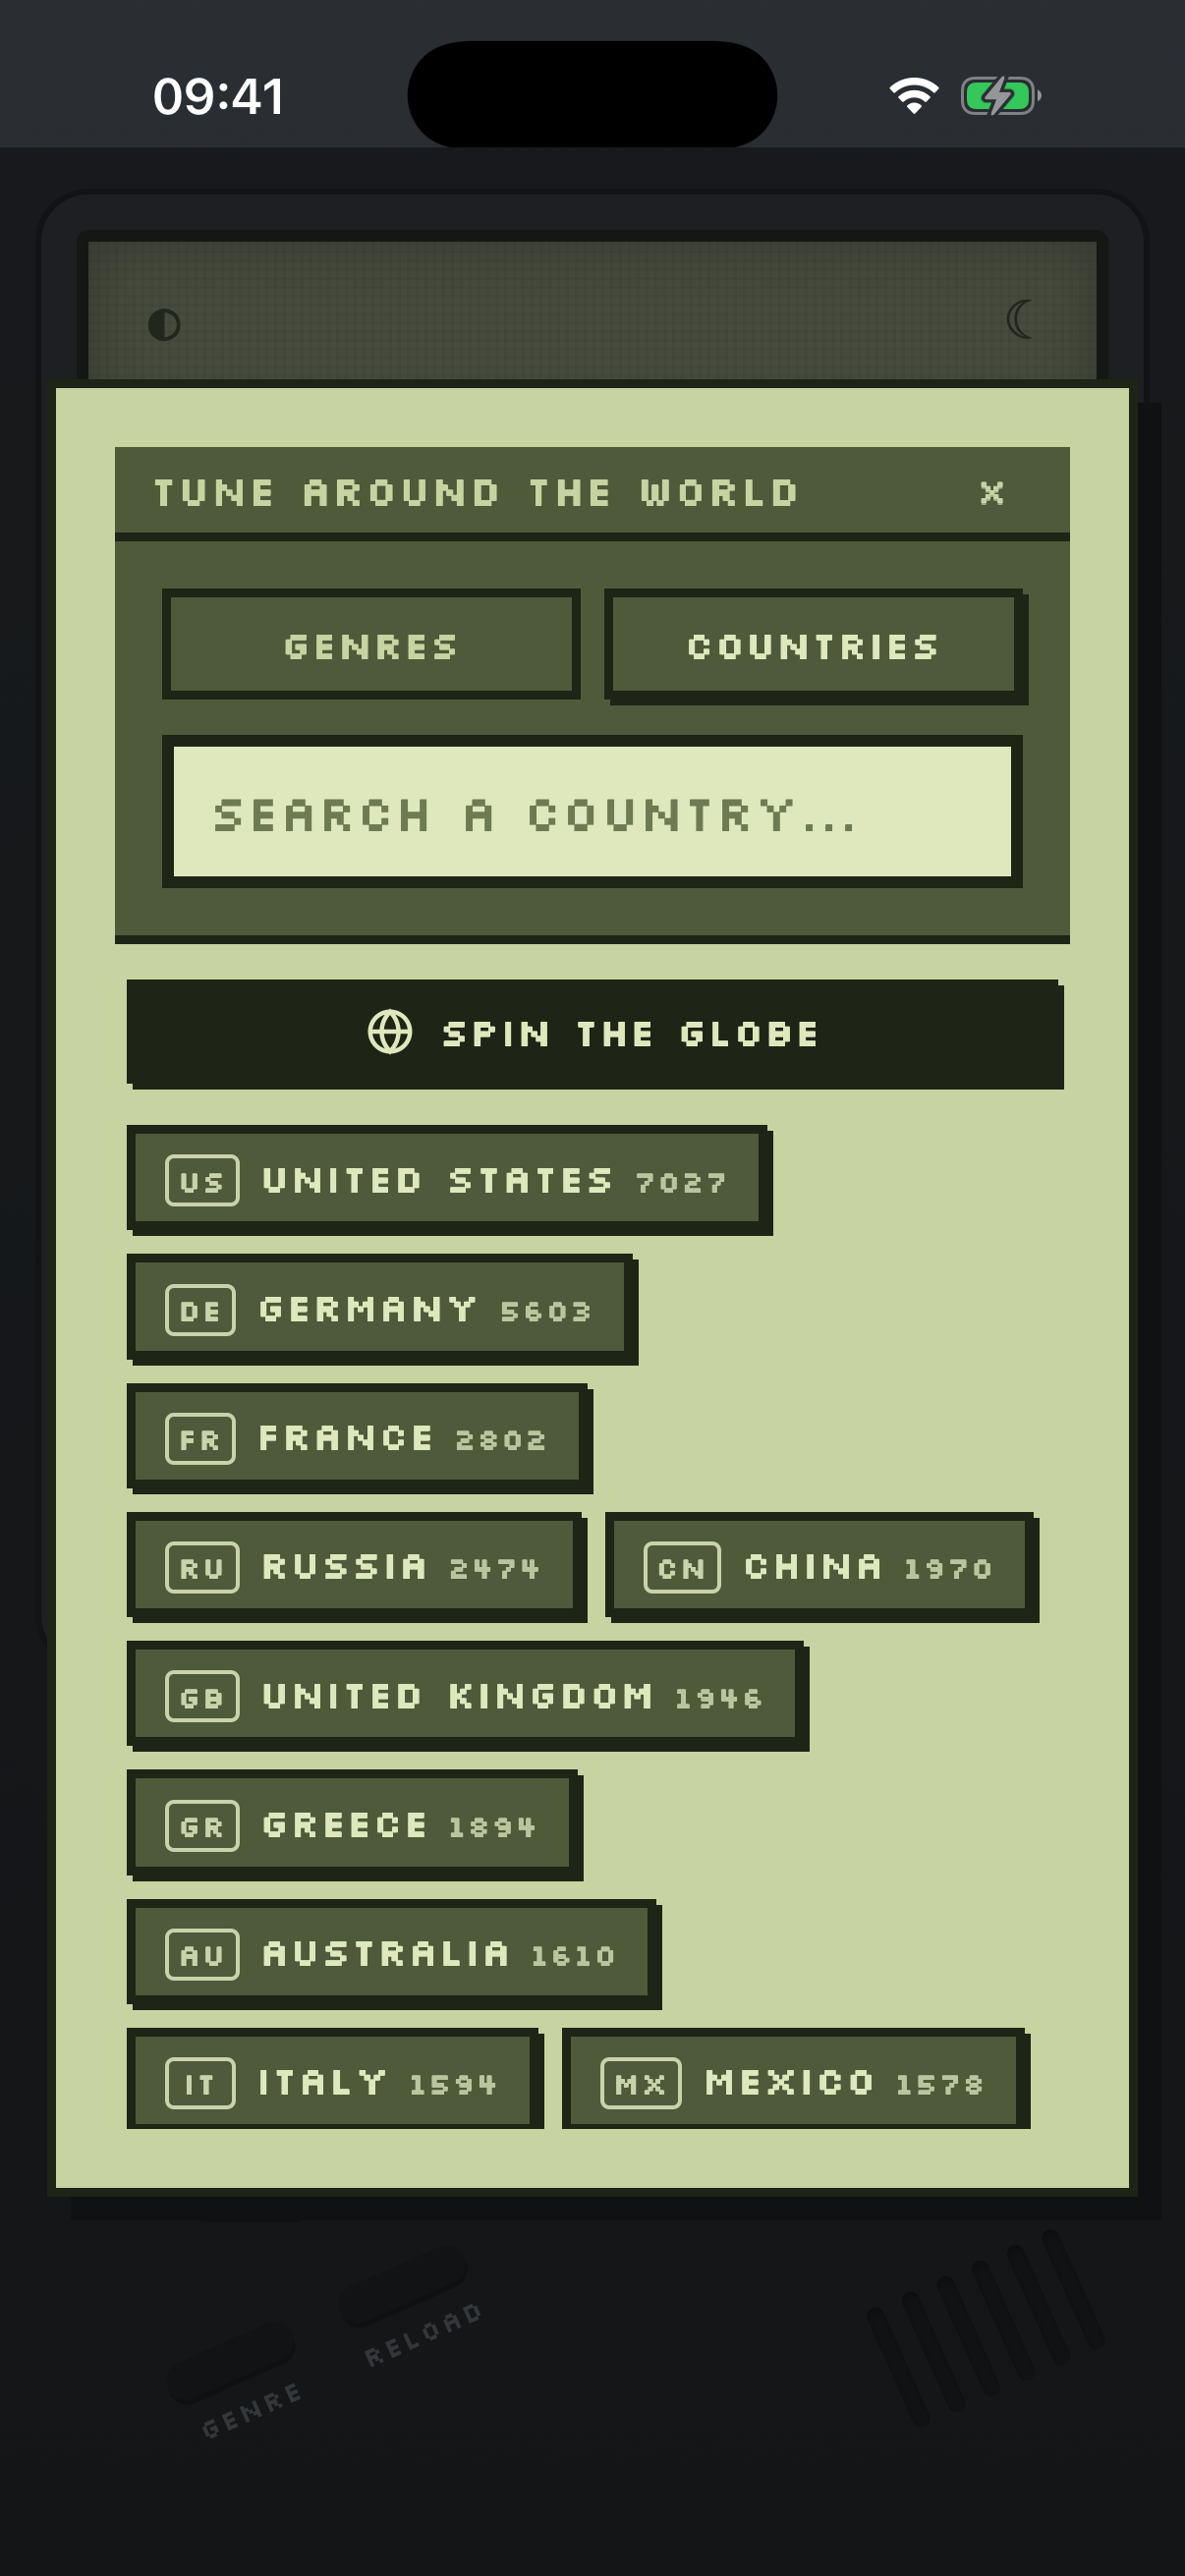 09:41
TUNE AROUND THE WORLD X
GENRES COUNTRIES
SEARCH A COUNTRY...
SPIN THE GLOBE
US UNITED STATES 7027
DE GERMANY 5603
FR FRANCE 2802
RU RUSSIA 2474 CN CHINA 1970
GB UNITED KINGDOM 1946
GR GREECE 1894
AU AUSTRALIA 1610
IT ITALY 1594 MX MEXICO 1578
RELOAD
GENRE